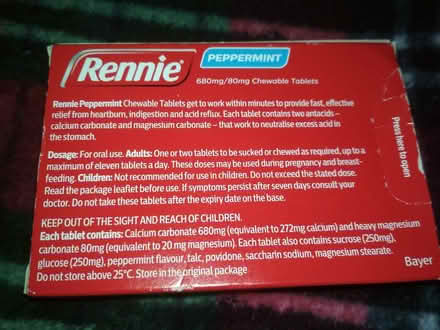 Rennie® PEPPERMINT
680mg/80mg Chewable Tablets
Rennie Peppermint Chewable Tablets get to work within minutes to provide fast, effective
relief from heartburn, indigestion and acid reflux. Each tablet contains two antacids –
calcium carbonate and magnesium carbonate – that work to neutralise excess acid in
the stomach.
Dosage: For oral use. Adults: One or two tablets to be sucked or chewed as required, up to a
maximum of eleven tablets a day. These doses may be used during pregnancy and breast-
feeding. Children: Not recommended for use in children. Do not exceed the stated dose.
Read the package leaflet before use. If symptoms persist after seven days consult your
doctor. Do not take these tablets after the expiry date on the base.
KEEP OUT OF THE SIGHT AND REACH OF CHILDREN.
Each tablet contains: Calcium carbonate 680mg (equivalent to 272mg calcium) and heavy magnesium
carbonate 80mg (equivalent to 20 mg magnesium). Each tablet also contains sucrose (250mg),
glucose (250mg), peppermint flavour, talc, povidone, saccharin sodium, magnesium stearate.
Do not store above 25°C. Store in the original package
Bayer
Press here to open